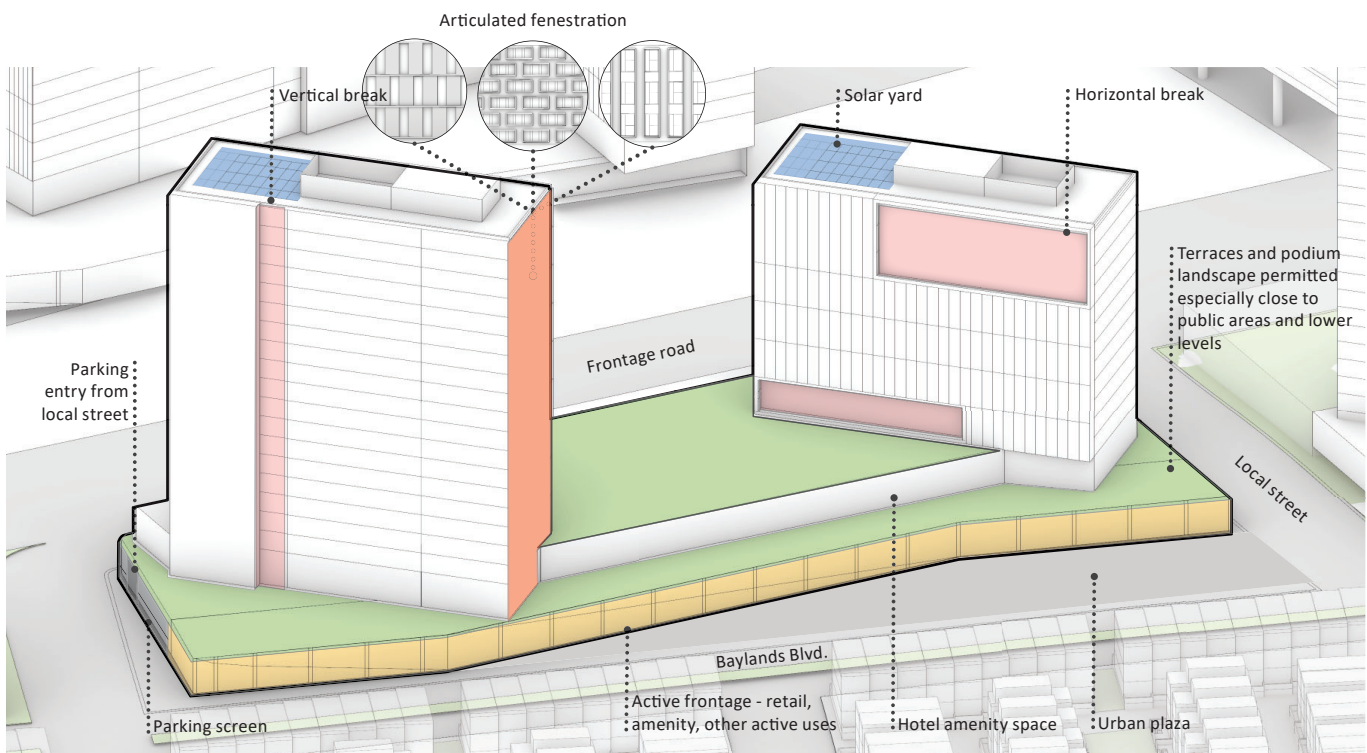 Articulated fenestration
Vertical break
Solar yard
Horizontal break
Terraces and podium
landscape permitted
especially close to
public areas and lower
levels
Frontage road
Parking
entry from
local street
Local street
Baylands Blvd.
Parking screen
Active frontage - retail,
amenity, other active uses
Hotel amenity space
Urban plaza